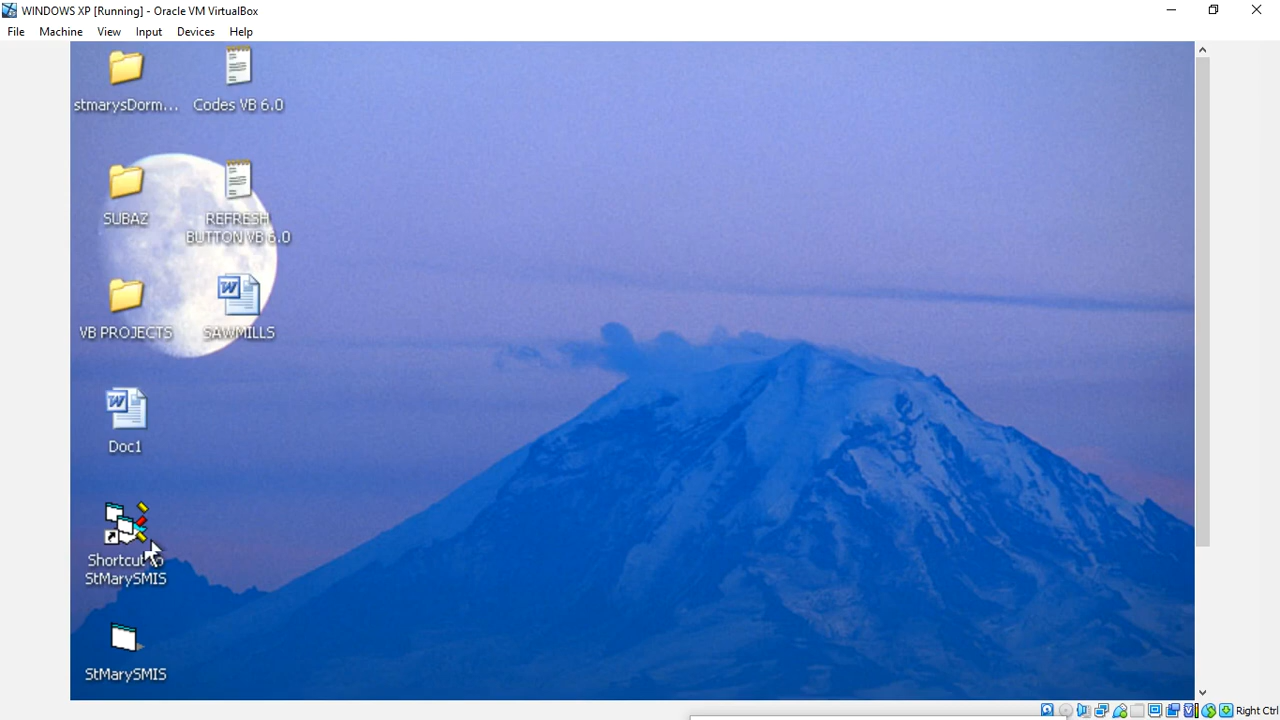 WINDOWS XP [Running] - Oracle VM VirtualBox
File Machine View Input Devices Help
stmarysDorm... Codes VB 6.0
SUBAZ REFRESH
BUTTON VB 6.0
VB PROJECTS SAWMILLS
Doc1
Shortcut to
StMarySMIS
StMarySMIS
Right Ctrl